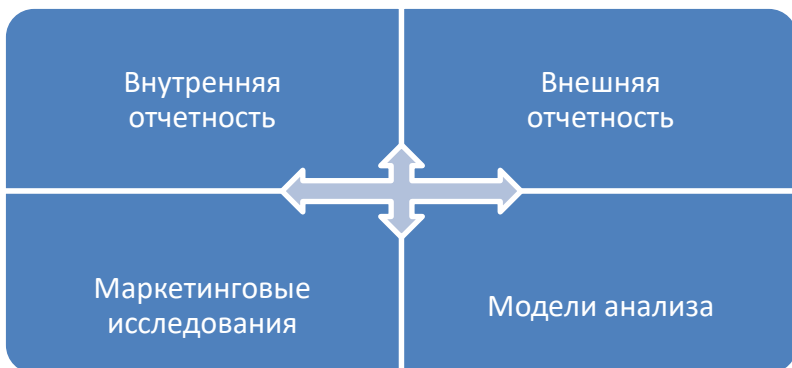 Внутренняя
отчетность
Внешняя
отчетность
Маркетинговые
исследования
Модели анализа